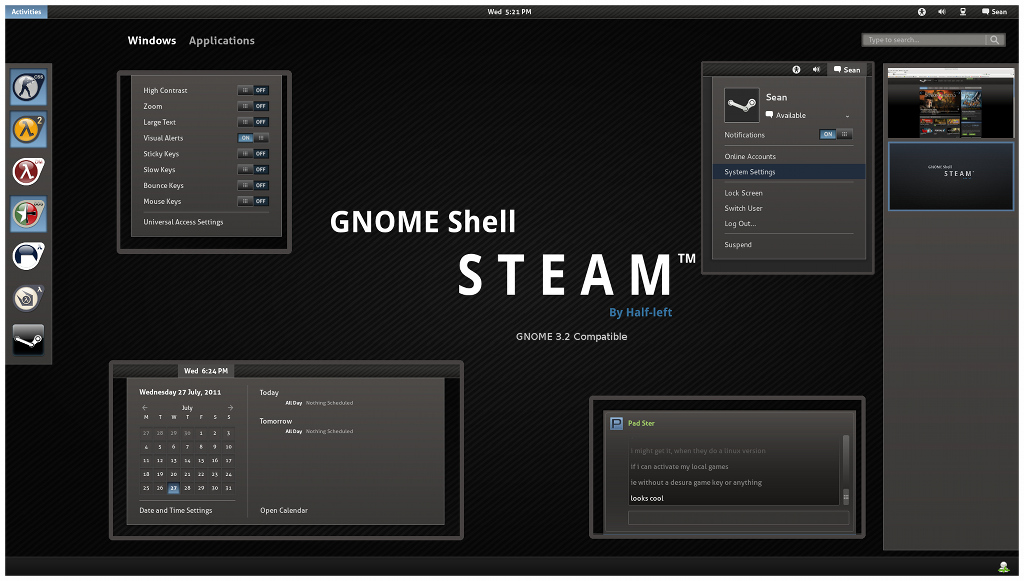 Activities
Wed 5:21 PM
Sean
Windows Applications
Type to search...
High Contrast OFF
Zoom OFF
Large Text OFF
Visual Alerts ON
Sticky Keys OFF
Slow Keys OFF
Bounce Keys OFF
Mouse Keys OFF
Universal Access Settings
Sean
Sean
Available
Notifications ON
Online Accounts
System Settings
Lock Screen
Switch User
Log Out...
Suspend
GNOME Shell
STEAM™
By Half-left
GNOME 3.2 Compatible
GNOME Shell
STEAM™
Wed 6:24 PM
Wednesday 27 July, 2011
July
M T W T F S S
27 28 29 30 1 2 3
4 5 6 7 8 9 10
11 12 13 14 15 16 17
18 19 20 21 22 23 24
25 26 27 28 29 30 31
Date and Time Settings
Today
All Day Nothing Scheduled
Tomorrow
All Day Nothing Scheduled
Open Calendar
Pad Ster
I might get it, when they do a linux version
if I can activate my local games
ie without a desura game key or anything
looks cool